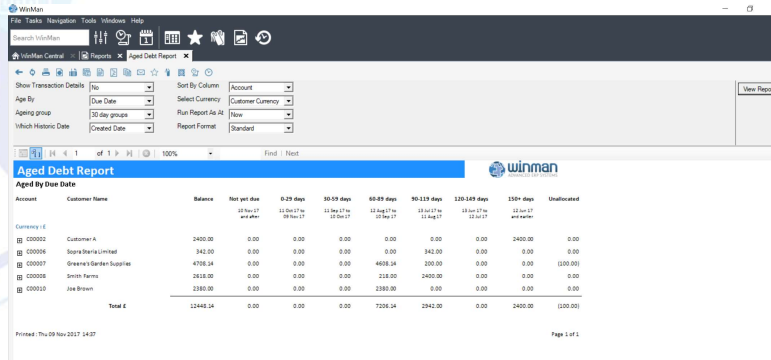 WinMan
File Tasks Navigation Tools Windows Help
Search WinMan
WinMan Central Reports Aged Debt Report
Show Transaction Details No Sort By Column Account View Repo
Age By Due Date Select Currency Customer Currency
Ageing group 30 day groups Run Report As At Now
Which Historic Date Created Date Report Format Standard
1 of 1 100% Find | Next
Aged Debt Report winman
ADVANCED ERP SYSTEMS
Aged By Due Date
Account Customer Name Balance Not yet due 0-29 days 30-59 days 60-89 days 90-119 days 120-149 days 150+ days Unallocated
10 Nov 17 and after 11 Oct 17 to 09 Nov 17 11 Sep 17 to 10 Oct 17 12 Aug 17 to 10 Sep 17 13 Jul 17 to 11 Aug 17 13 Jun 17 to 12 Jul 17 12 Jun 17 and earlier
Currency : £
C00002 Customer A 2400.00 0.00 0.00 0.00 0.00 0.00 0.00 2400.00 0.00
C00006 Sopra Steria Limited 342.00 0.00 0.00 0.00 0.00 342.00 0.00 0.00 0.00
C00007 Greene's Garden Supplies 4708.14 0.00 0.00 0.00 4608.14 200.00 0.00 0.00 (100.00)
C00008 Smith Farms 2618.00 0.00 0.00 0.00 218.00 2400.00 0.00 0.00 0.00
C00010 Joe Brown 2380.00 0.00 0.00 0.00 2380.00 0.00 0.00 0.00 0.00
Total £ 12448.14 0.00 0.00 0.00 7206.14 2942.00 0.00 2400.00 (100.00)
Printed : Thu 09 Nov 2017 14:37 Page 1 of 1